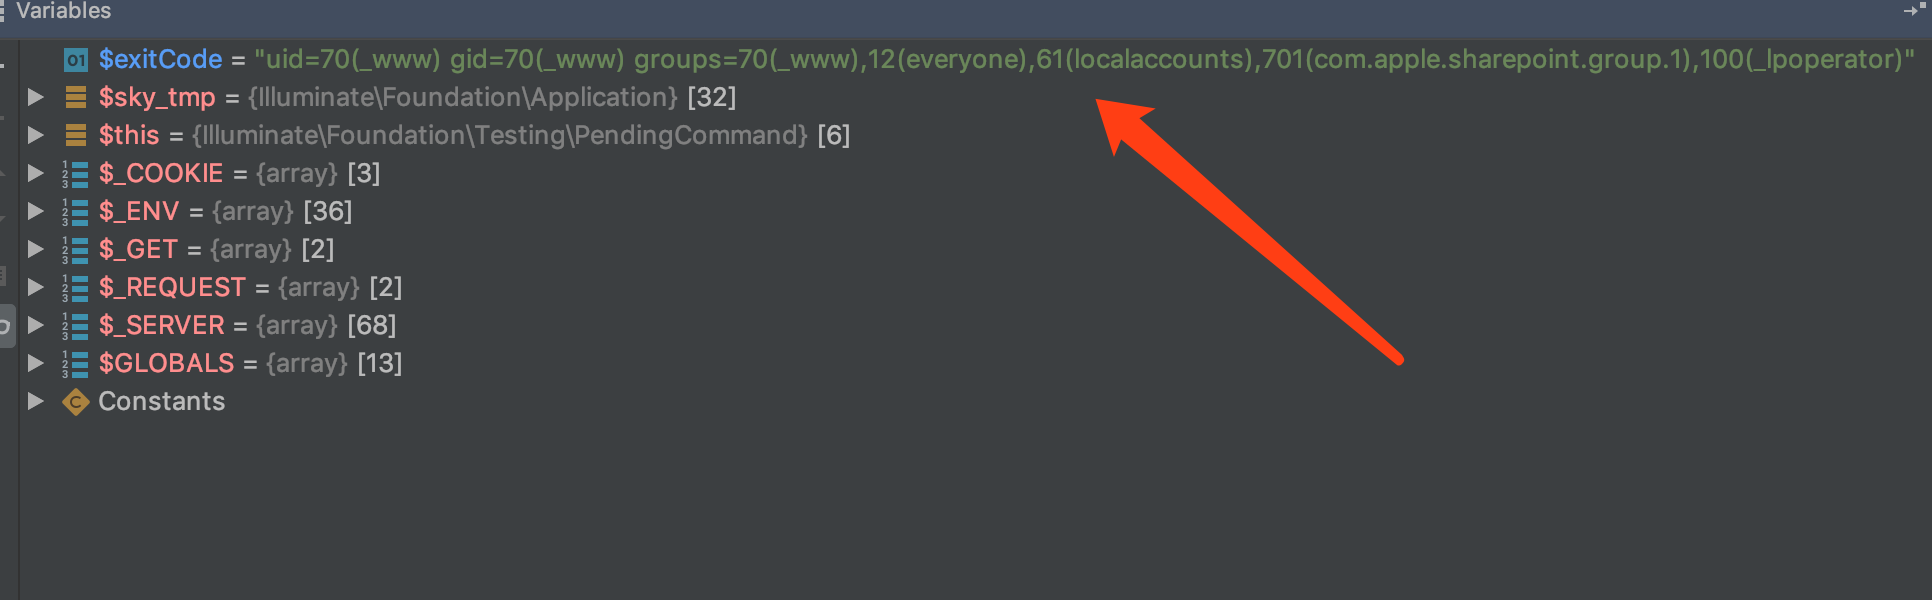 Variables
01 $exitCode = "uid=70(_www) gid=70(_www) groups=70(_www),12(everyone),61(localaccounts),701(com.apple.sharepoint.group.1),100(_lpoperator)"
$sky_tmp = {Illuminate\Foundation\Application} [32]
$this = {Illuminate\Foundation\Testing\PendingCommand} [6]
$_COOKIE = {array} [3]
$_ENV = {array} [36]
$_GET = {array} [2]
$_REQUEST = {array} [2]
$_SERVER = {array} [68]
$GLOBALS = {array} [13]
C Constants